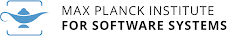 MAX PLANCK INSTITUTE
FOR SOFTWARE SYSTEMS